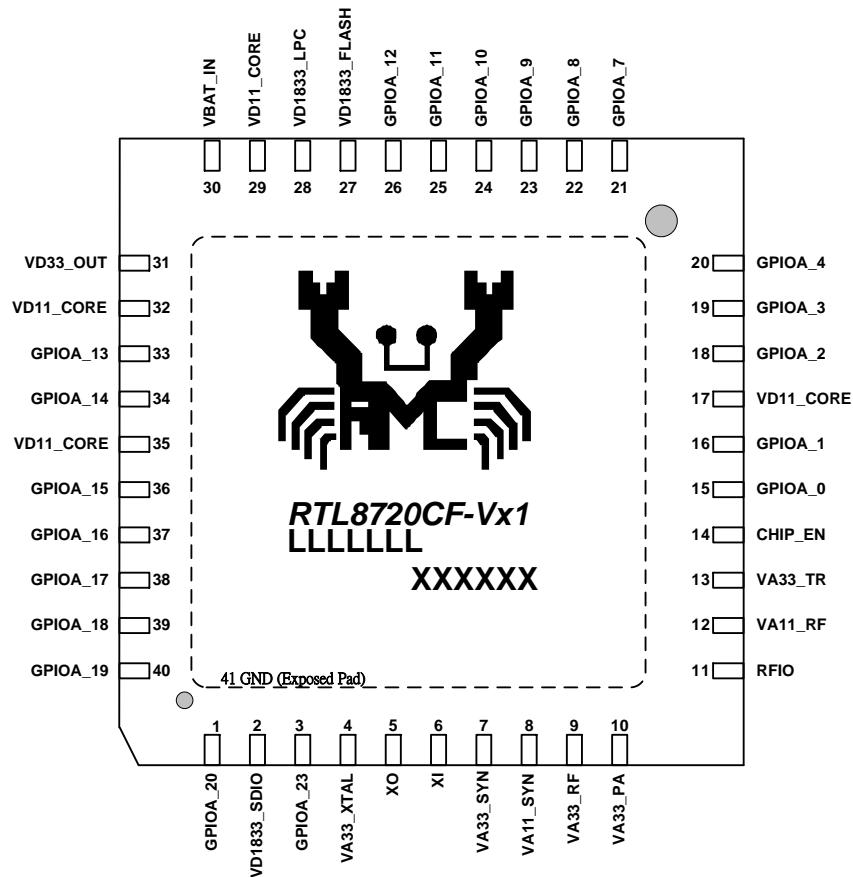 VBAT_IN
VD11_CORE
VD1833_LPC
VD1833_FLASH
GPIOA_12
GPIOA_11
GPIOA_10
GPIOA_9
GPIOA_8
GPIOA_7
30 29 28 27 26 25 24 23 22 21
VD33_OUT 31
VD11_CORE 32
GPIOA_13 33
GPIOA_14 34
VD11_CORE 35
GPIOA_15 36
GPIOA_16 37
GPIOA_17 38
GPIOA_18 39
GPIOA_19 40
RTL8720CF-Vx1
LLLLLLL
XXXXXX
41 GND (Exposed Pad)
20 GPIOA_4
19 GPIOA_3
18 GPIOA_2
17 VD11_CORE
16 GPIOA_1
15 GPIOA_0
14 CHIP_EN
13 VA33_TR
12 VA11_RF
11 RFIO
1 2 3 4 5 6 7 8 9 10
GPIOA_20
VD1833_SDIO
GPIOA_23
VA33_XTAL
XO
XI
VA33_SYN
VA11_SYN
VA33_RF
VA33_PA